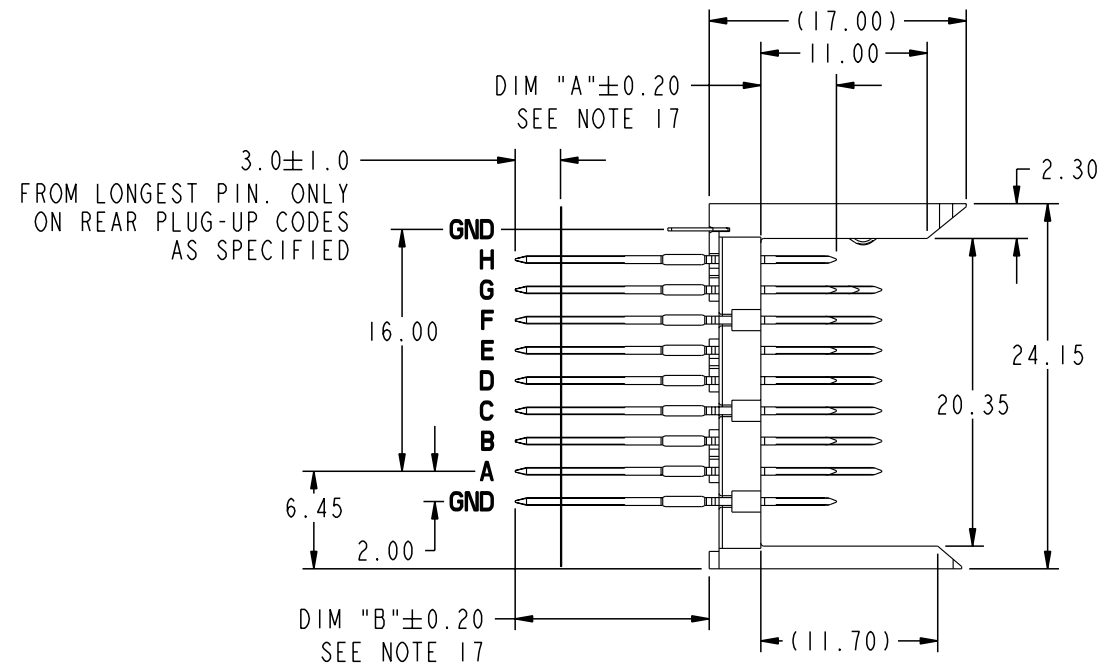 (17.00)
11.00
DIM "A"±0.20
SEE NOTE 17
3.0±1.0
FROM LONGEST PIN. ONLY
ON REAR PLUG-UP CODES
AS SPECIFIED
2.30
GND
H
G
F
E
D
C
B
A
GND
16.00
24.15
20.35
6.45
2.00
DIM "B"±0.20
SEE NOTE 17
(11.70)